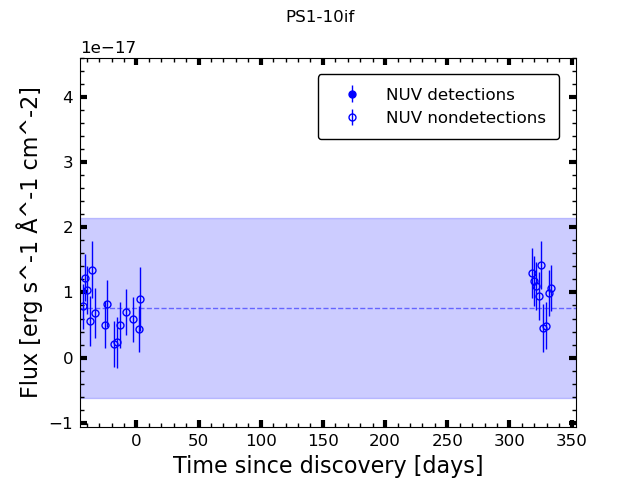 PS1-10if
1e−17
NUV detections
NUV nondetections
4
3
2
1
0
−1
Flux [erg s^-1 Å^-1 cm^-2]
0 50 100 150 200 250 300 350
Time since discovery [days]